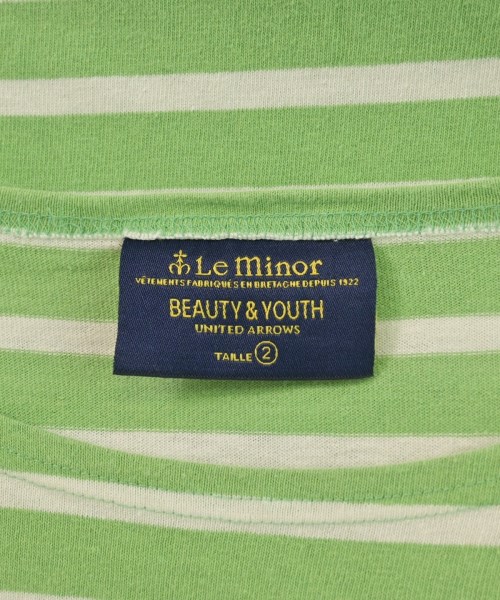 Le Minor
VÊTEMENTS FABRIQUÉS EN BRETAGNE DEPUIS 1922
BEAUTY & YOUTH
UNITED ARROWS
TAILLE 2